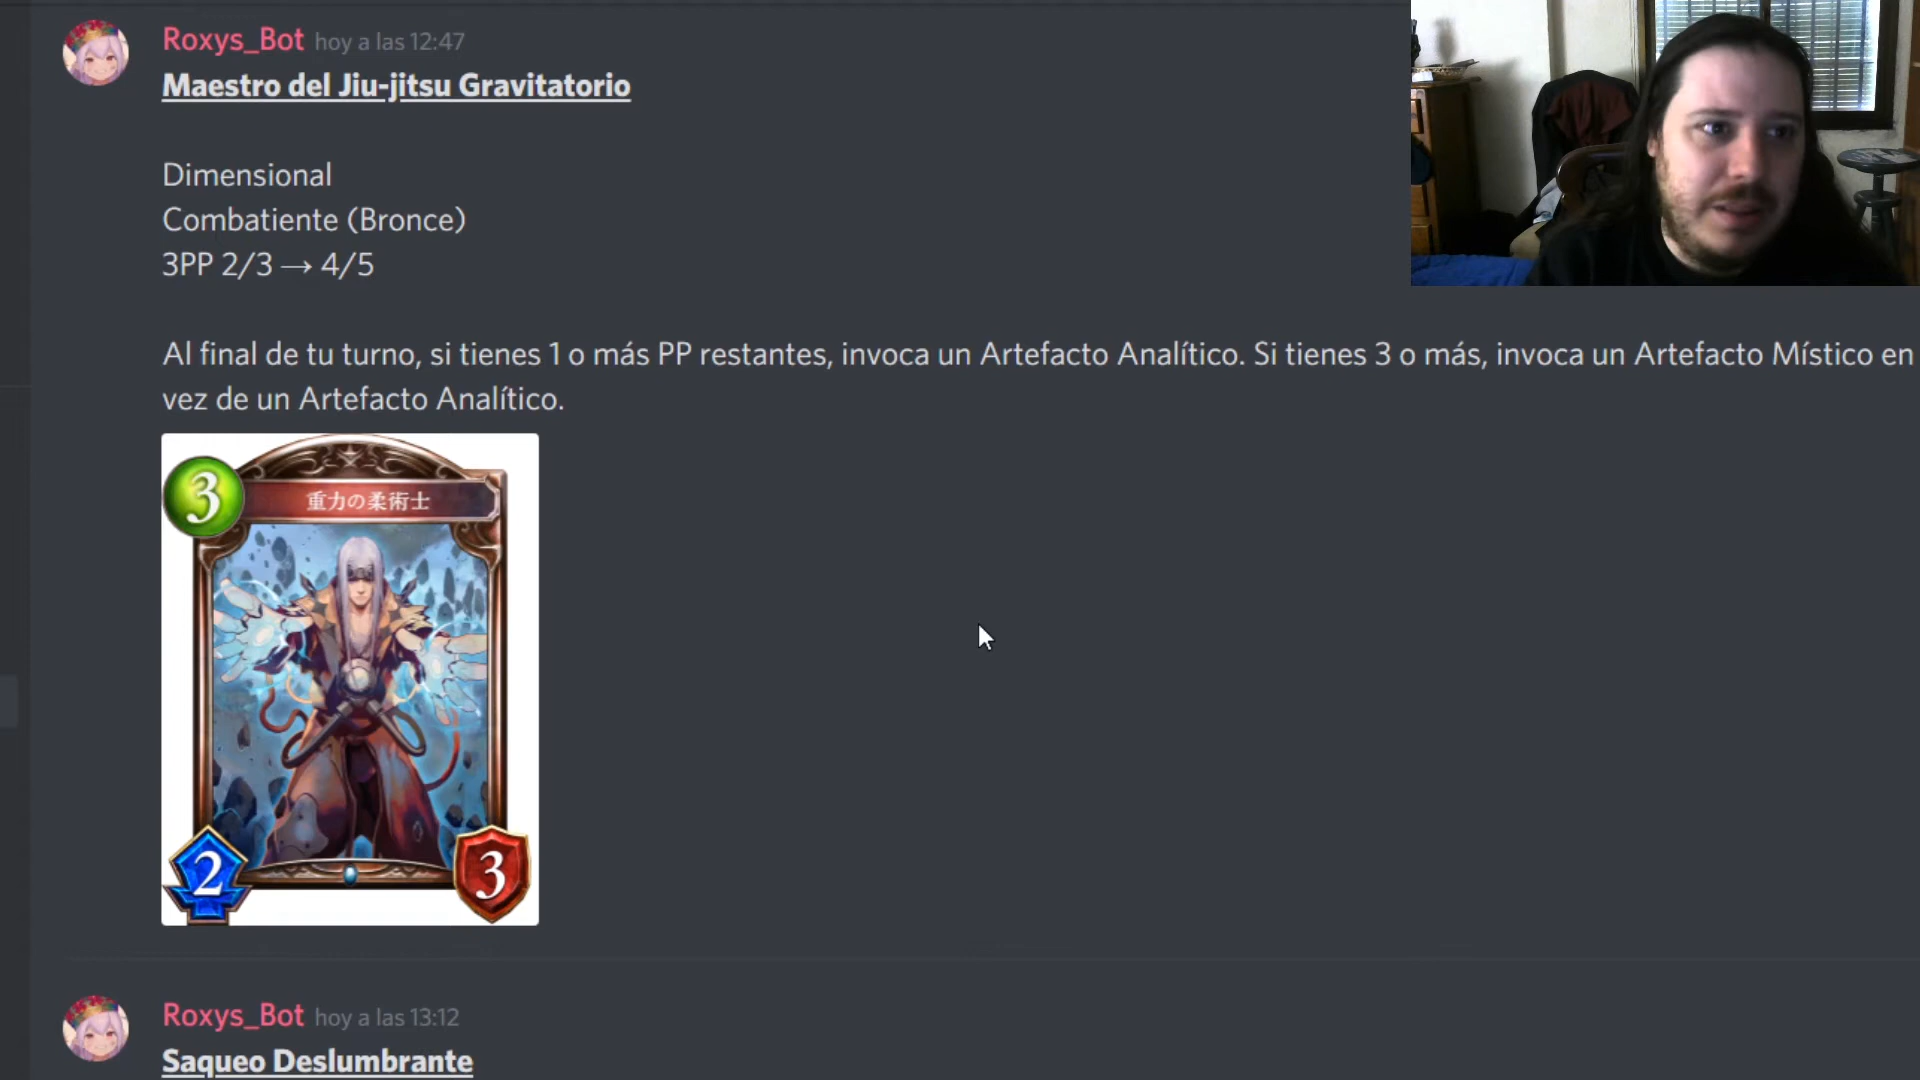 Roxys_Bot hoy a las 12:47
Maestro del Jiu-jitsu Gravitatorio
Dimensional
Combatiente (Bronce)
3PP 2/3 → 4/5
Al final de tu turno, si tienes 1 o más PP restantes, invoca un Artefacto Analítico. Si tienes 3 o más, invoca un Artefacto Místico en
vez de un Artefacto Analítico.
3
重力の柔術士
2
3
Roxys_Bot hoy a las 13:12
Saqueo Deslumbrante